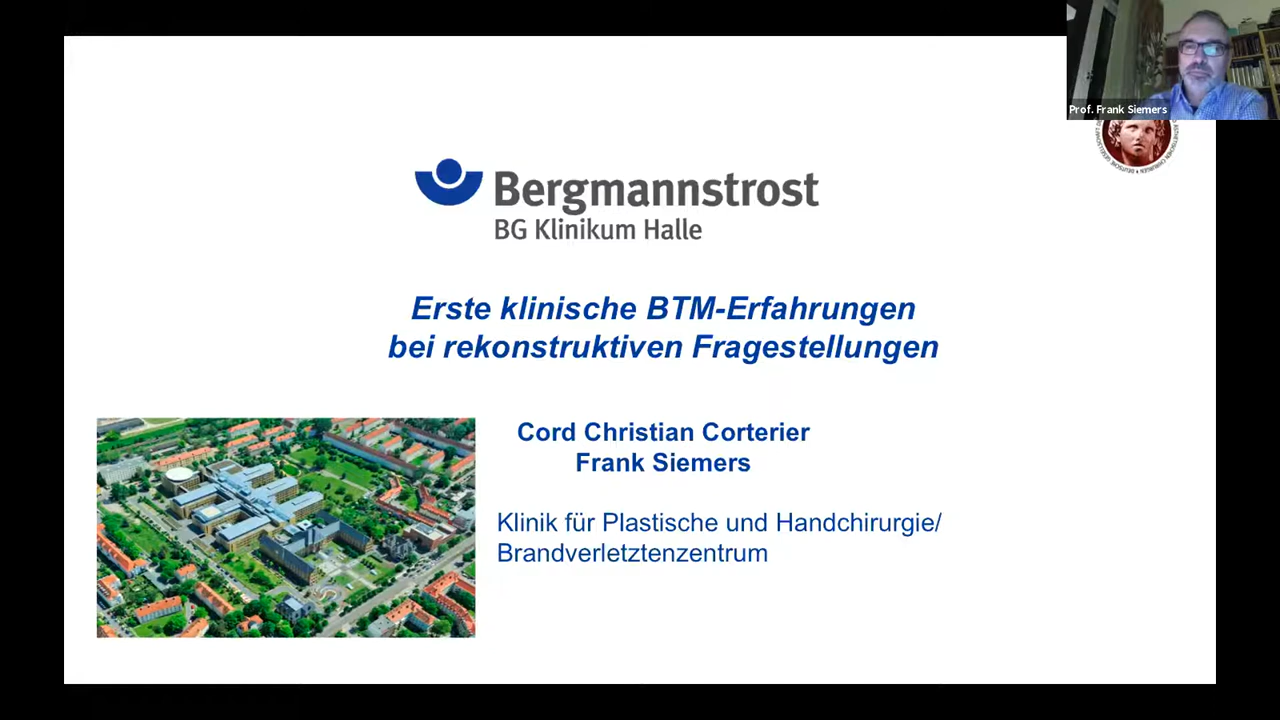 Prof. Frank Siemers
Bergmannstrost
BG Klinikum Halle
Erste klinische BTM-Erfahrungen
bei rekonstruktiven Fragestellungen
Cord Christian Corterier
Frank Siemers
Klinik für Plastische und Handchirurgie/
Brandverletztenzentrum